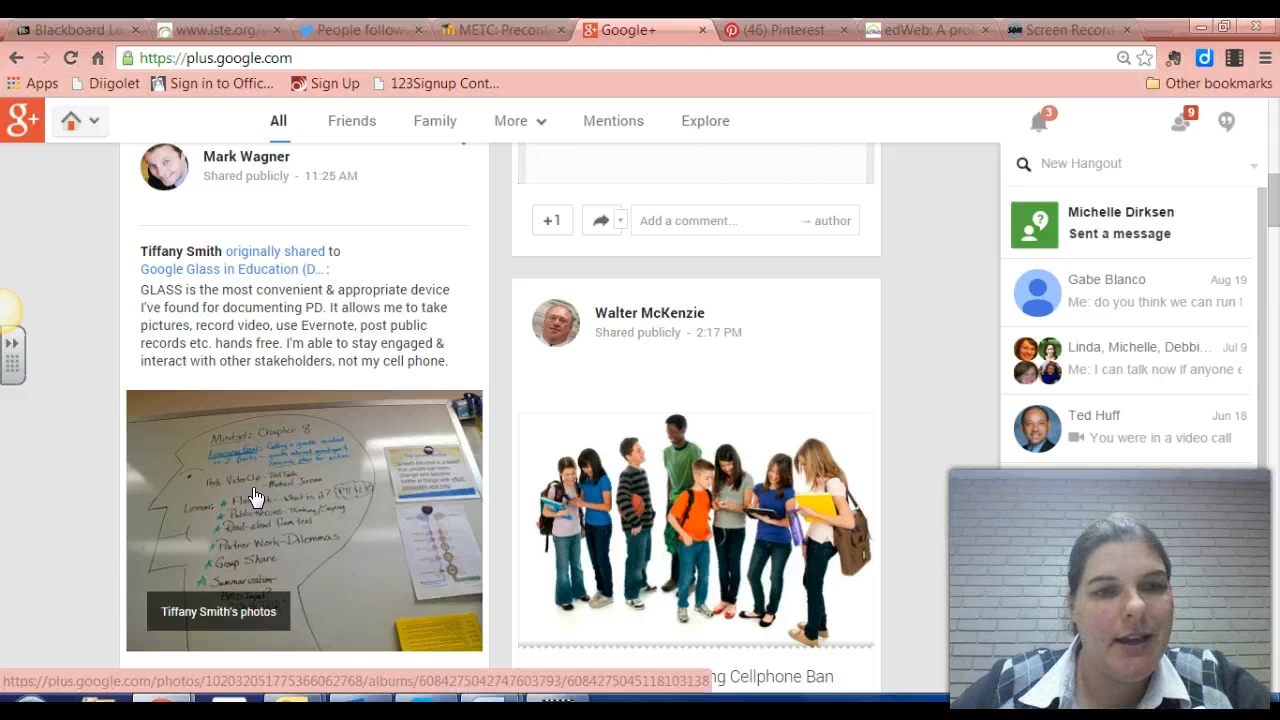 Blackboard Le
www.iste.org/
People follow
METC: Precon
Google+
(46) Pinterest
edWeb: A pro
Screen Record
https://plus.google.com
Apps
Diigolet
Sign in to Offic...
Sign Up
123Signup Cont...
Other bookmarks
g+
All
Friends
Family
More
Mentions
Explore
3
9
Mark Wagner
Shared publicly - 11:25 AM
Tiffany Smith originally shared to
Google Glass in Education (D... :
GLASS is the most convenient & appropriate device
I've found for documenting PD. It allows me to take
pictures, record video, use Evernote, post public
records etc. hands free. I'm able to stay engaged &
interact with other stakeholders, not my cell phone.
Mindset: Chapter 8
Lessons:
Read-aloud from text
Partner Work-Dilemmas
Group Share
Summarization
Tiffany Smith's photos
+1
Add a comment...
→ author
Walter McKenzie
Shared publicly - 2:17 PM
ng Cellphone Ban
New Hangout
Michelle Dirksen
Sent a message
Gabe Blanco
Aug 19
Me: do you think we can run
Linda, Michelle, Debbi...
Jul 9
Me: I can talk now if anyone
Ted Huff
Jun 18
You were in a video call
https://plus.google.com/photos/102032051775366062768/albums/6084275042747603793/6084275045118103138